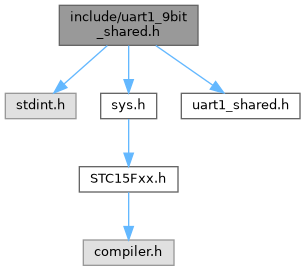 include/uart1_9bit
_shared.h
stdint.h
sys.h
uart1_shared.h
STC15Fxx.h
compiler.h